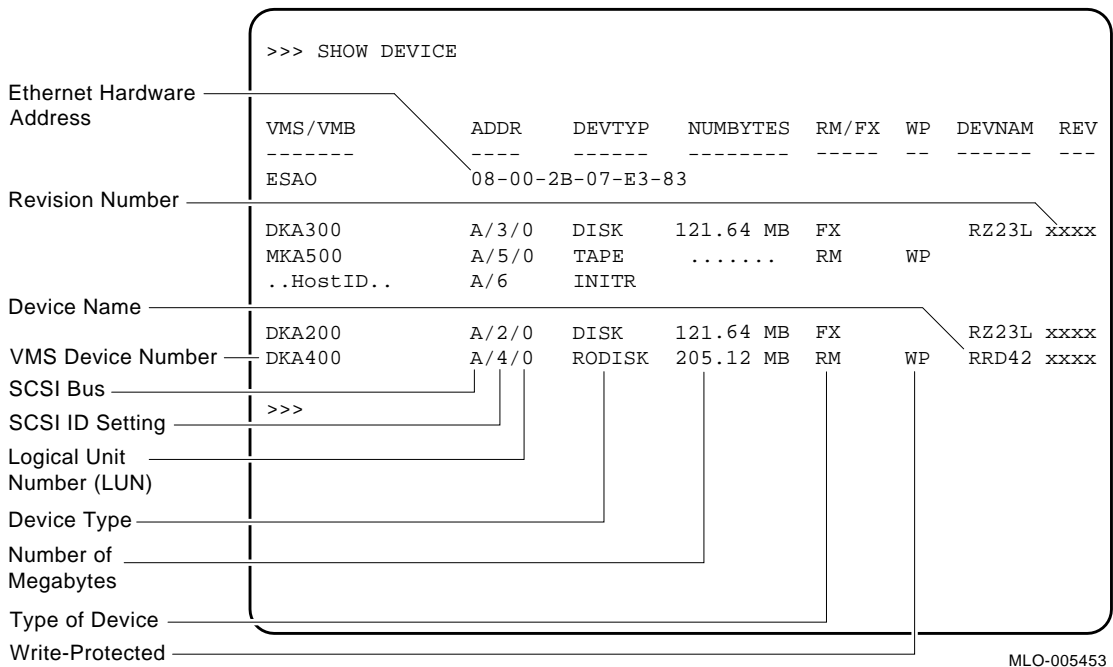 >>> SHOW DEVICE
Ethernet Hardware
Address
VMS/VMB ADDR DEVTYP NUMBYTES RM/FX WP DEVNAM REV
------- ---- ------ -------- ----- -- ------ ---
ESAO 08-00-2B-07-E3-83
Revision Number
DKA300 A/3/0 DISK 121.64 MB FX RZ23L xxxx
MKA500 A/5/0 TAPE ....... RM WP
..HostID.. A/6 INITR
Device Name
DKA200 A/2/0 DISK 121.64 MB FX RZ23L xxxx
VMS Device Number DKA400 A/4/0 RODISK 205.12 MB RM WP RRD42 xxxx
SCSI Bus
>>>
SCSI ID Setting
Logical Unit
Number (LUN)
Device Type
Number of
Megabytes
Type of Device
Write-Protected
MLO-005453